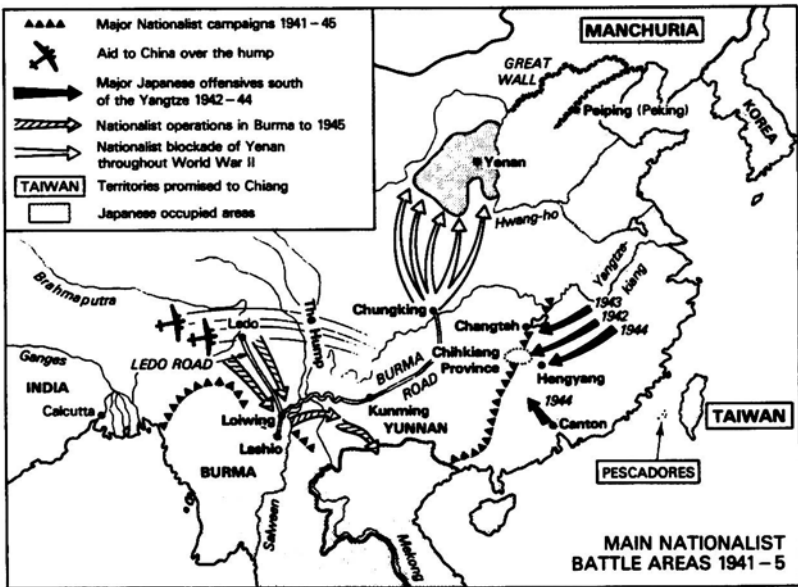 Major Nationalist campaigns 1941-45
Aid to China over the hump
Major Japanese offensives south
of the Yangtze 1942-44
Nationalist operations in Burma to 1945
Nationalist blockade of Yenan
throughout World War II
TAIWAN Territories promised to Chiang
Japanese occupied areas
MANCHURIA
GREAT
WALL
Peiping (Peking)
KOREA
Yenan
Hwang-ho
Brahmaputra
The Hump
Chungking
Yangtze-
kiang
1943
1942
1944
Changteh
Ledo
Ganges
LEDO ROAD
Chihkiang
Province
BURMA
ROAD
Hengyang
INDIA
Calcutta
Kunming
1944
Loiwing
YUNNAN
Canton
TAIWAN
Lashio
BURMA
PESCADORES
Salween
Mekong
MAIN NATIONALIST
BATTLE AREAS 1941-5